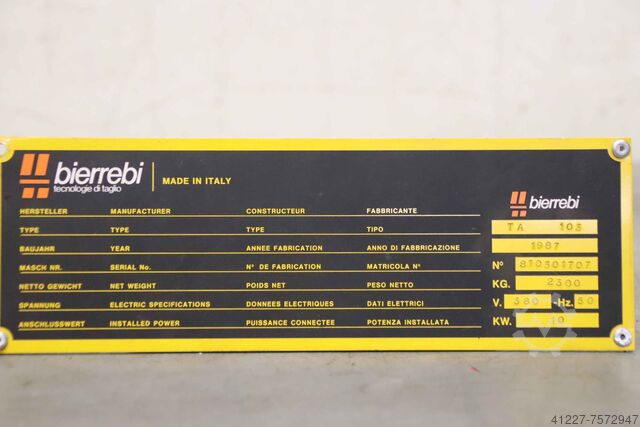 bierrebi
tecnologie di taglio
MADE IN ITALY
HERSTELLER MANUFACTURER CONSTRUCTEUR FABRICANTE bierrebi
TYPE TYPE TYPE TIPO TA 103
BAUJAHR YEAR ANNEE FABRICATION ANNO DI FABBRICAZIONE 1987
MASCH NR. SERIAL No. N° DE FABRICATION MATRICOLA N° N° 810301707
NETTO GEWICHT NET WEIGHT POIDS NET PESO NETTO KG. 2300
SPANNUNG ELECTRIC SPECIFICATIONS DONNEES ELECTRIQUES DATI ELETTRICI V. 380 -Hz. 50
ANSCHLUSSWERT INSTALLED POWER PUISSANCE CONNECTEE POTENZA INSTALLATA KW. 10
41227-7572947